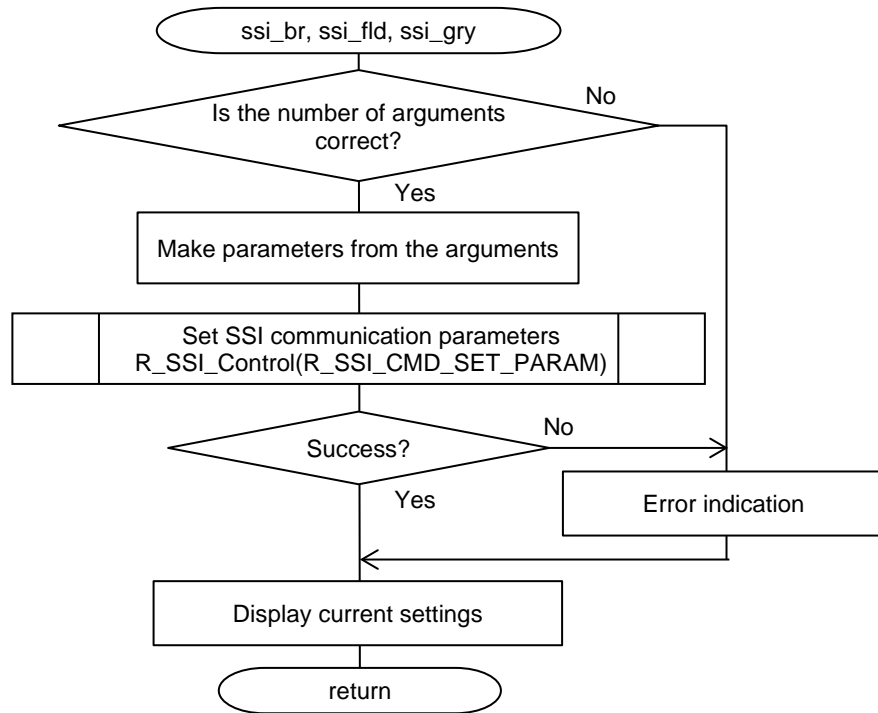 ssi_br, ssi_fld, ssi_gry
Is the number of arguments
correct?
No
Yes
Make parameters from the arguments
Set SSI communication parameters
R_SSI_Control(R_SSI_CMD_SET_PARAM)
Success?
No
Yes
Error indication
Display current settings
return